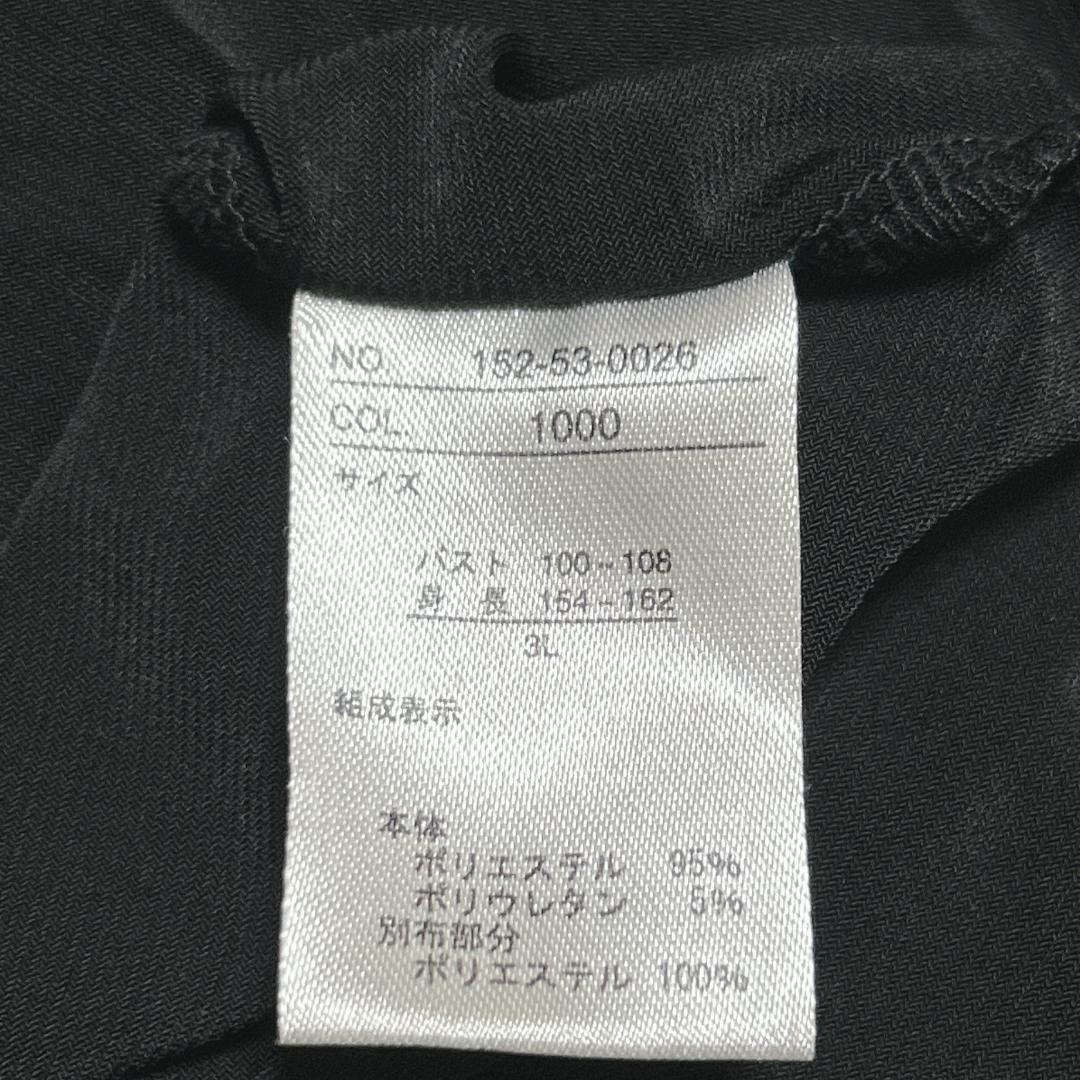 NO. 152-53-0026
COL. 1000
サイズ
バスト 100~108
身長 154~162
3L
組成表示
本体
ポリエステル 95%
ポリウレタン 5%
別布部分
ポリエステル 100%